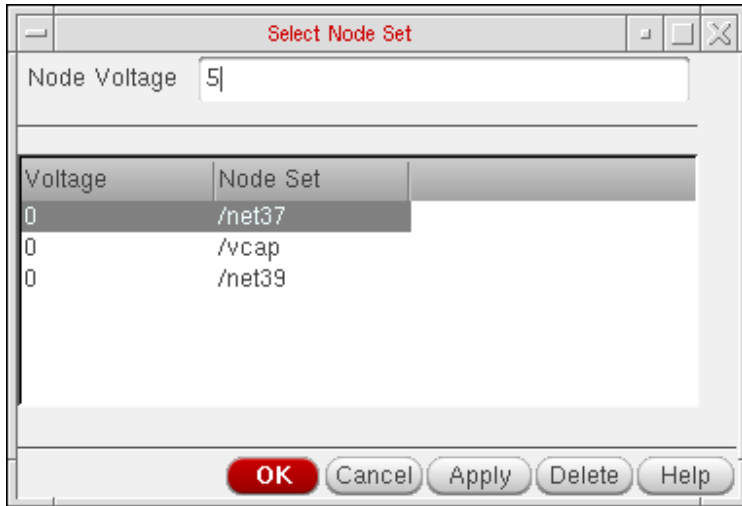 Select Node Set
Node Voltage 5
Voltage Node Set
0 /net37
0 /vcap
0 /net39
OK Cancel Apply Delete Help